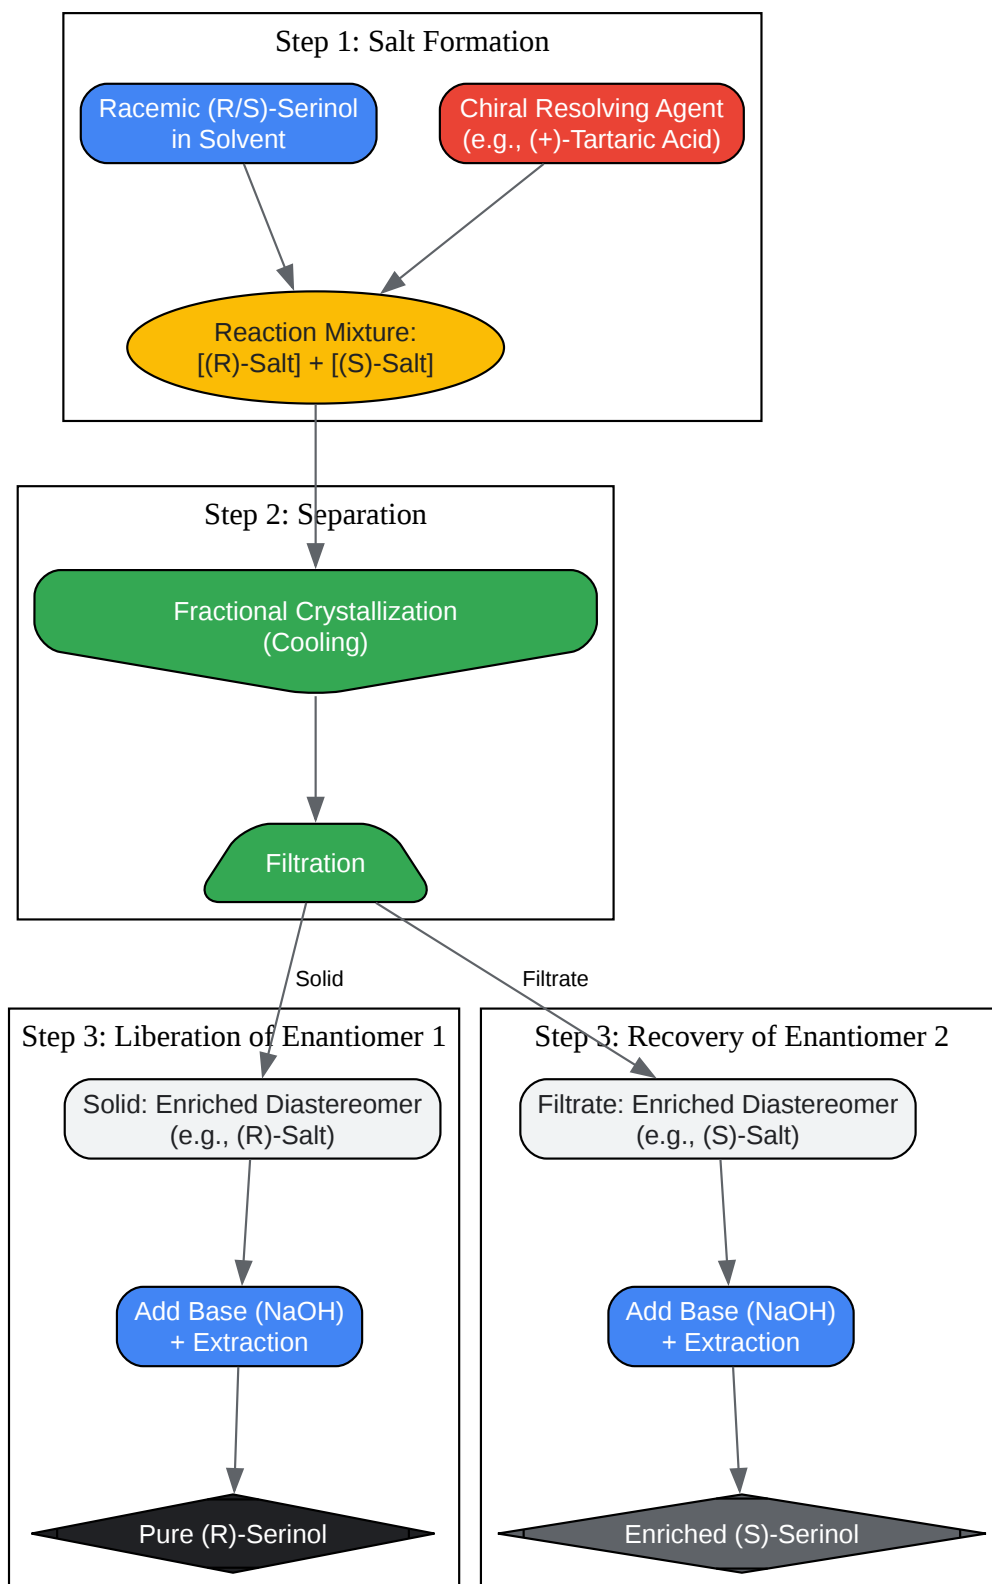 Step 1: Salt Formation
Racemic (R/S)-Serinol
in Solvent
Chiral Resolving Agent
(e.g., (+)-Tartaric Acid)
Reaction Mixture:
[(R)-Salt] + [(S)-Salt]
Step 2: Separation
Fractional Crystallization
(Cooling)
Filtration
Solid
Filtrate
Step 3: Liberation of Enantiomer 1
Solid: Enriched Diastereomer
(e.g., (R)-Salt)
Add Base (NaOH)
+ Extraction
Pure (R)-Serinol
Step 3: Recovery of Enantiomer 2
Filtrate: Enriched Diastereomer
(e.g., (S)-Salt)
Add Base (NaOH)
+ Extraction
Enriched (S)-Serinol